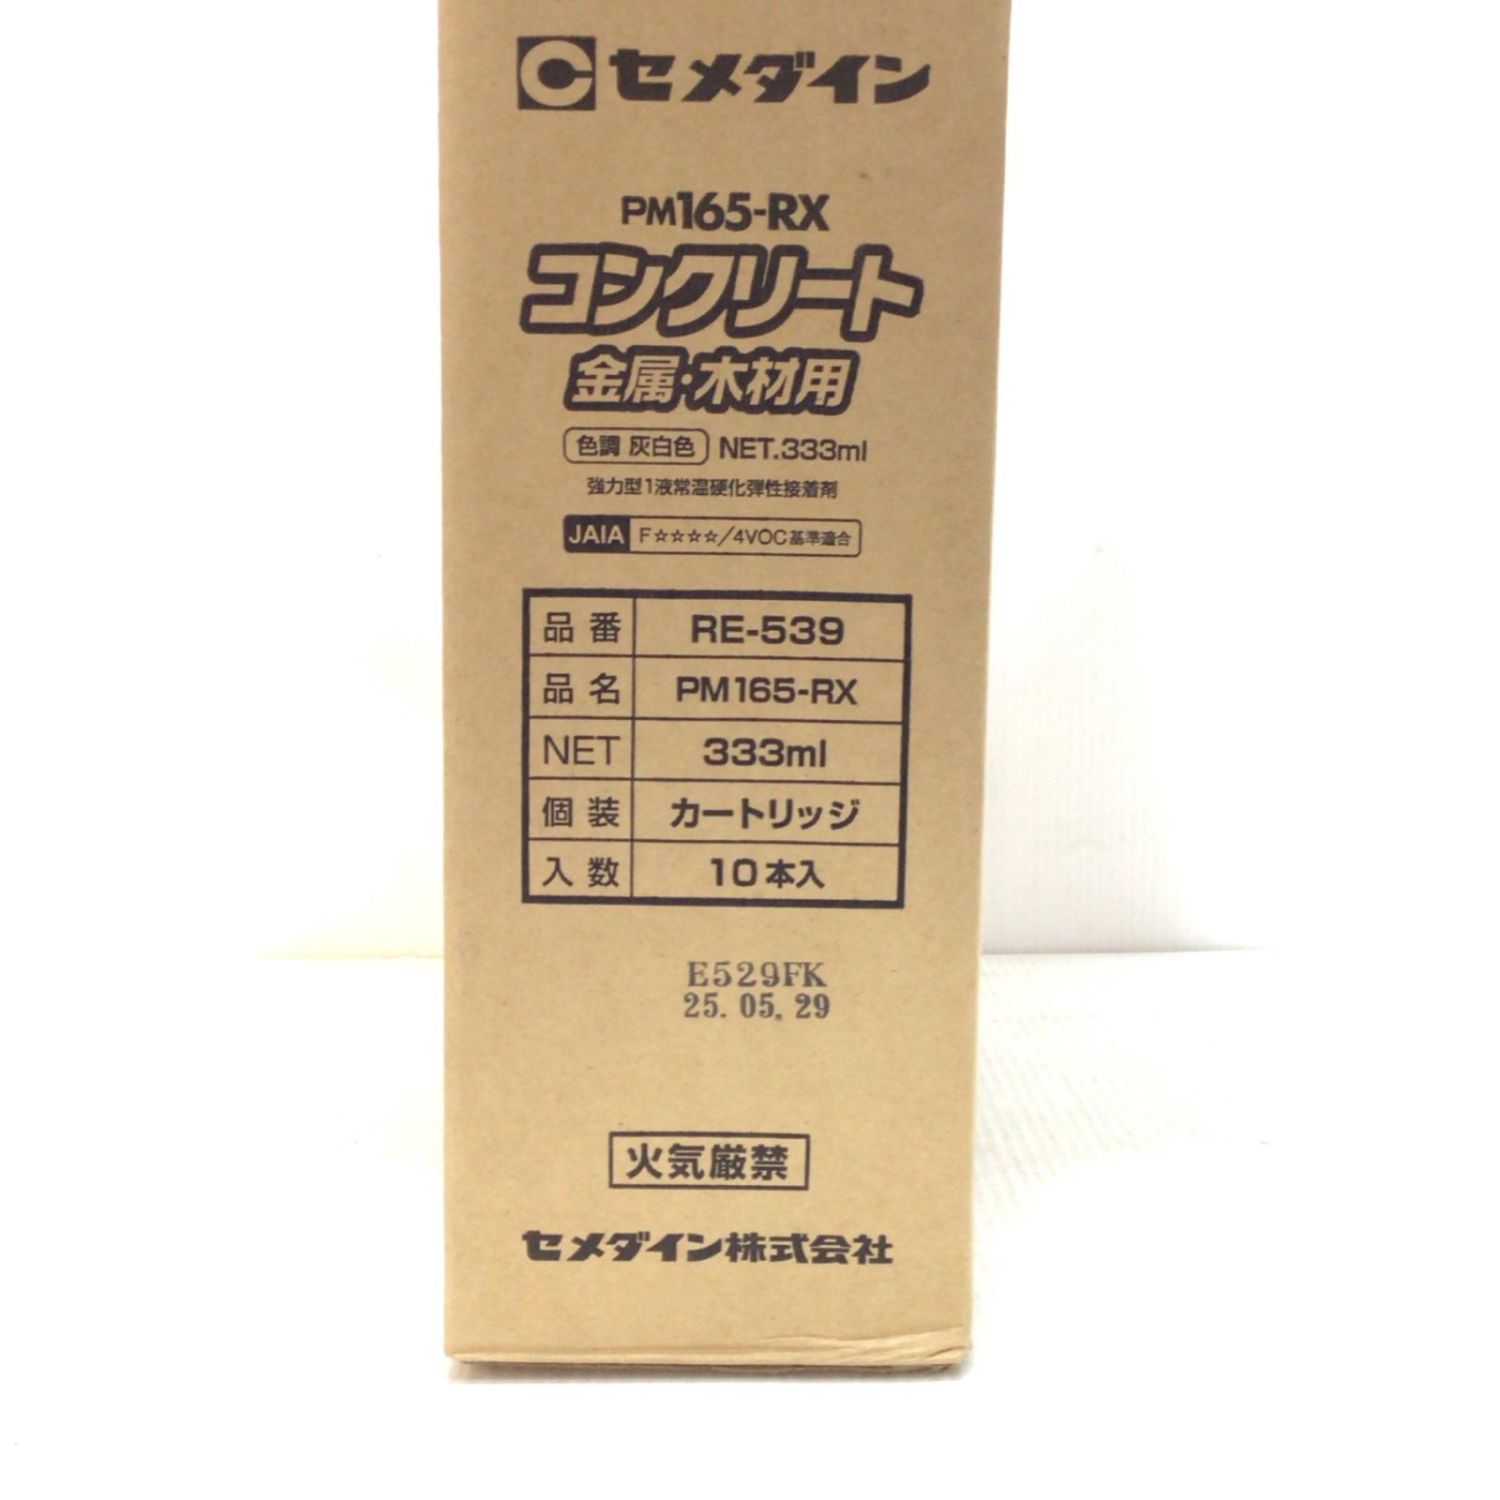 セメダイン
PM165-RX
コンクリート
金属・木材用
色調 灰白色 NET.333ml
強力型1液常温硬化弾性接着剤
JAIA F☆☆☆☆/4VOC基準適合
品番 RE-539
品名 PM165-RX
NET 333ml
個装 カートリッジ
入数 10本入
E529FK
25.05.29
火気厳禁
セメダイン株式会社